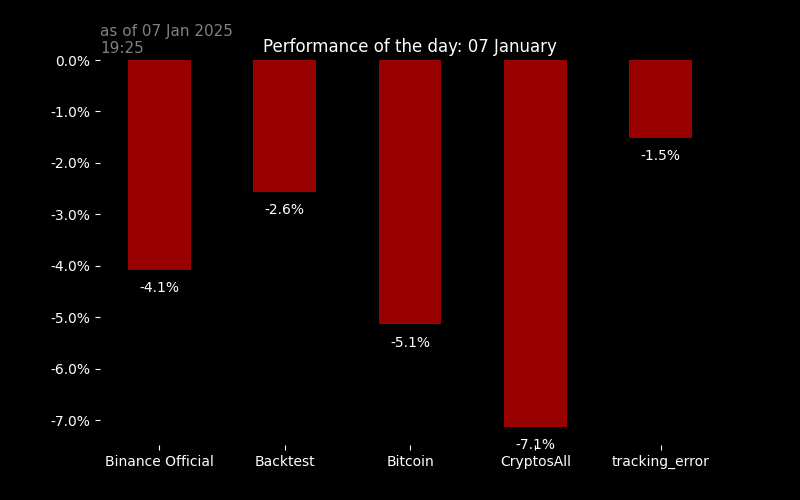 as of 07 Jan 2025
19:25
Performance of the day: 07 January
0.0%
-1.0%
-2.0%
-3.0%
-4.0%
-5.0%
-6.0%
-7.0%
-4.1%
-2.6%
-5.1%
-7.1%
-1.5%
Binance Official
Backtest
Bitcoin
CryptosAll
tracking_error